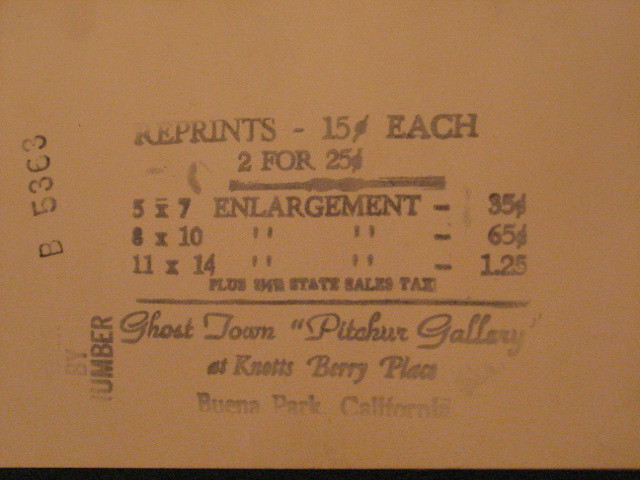 REPRINTS - 15¢ EACH
2 FOR 25¢
5 x 7 ENLARGEMENT - 35¢
8 x 10 " " - 65¢
11 x 14 " " - 1.25
PLUS STATE SALES TAX
Ghost Town "Pitchur Gallery"
at Knotts Berry Place
Buena Park, California
B 5363
BY
NUMBER